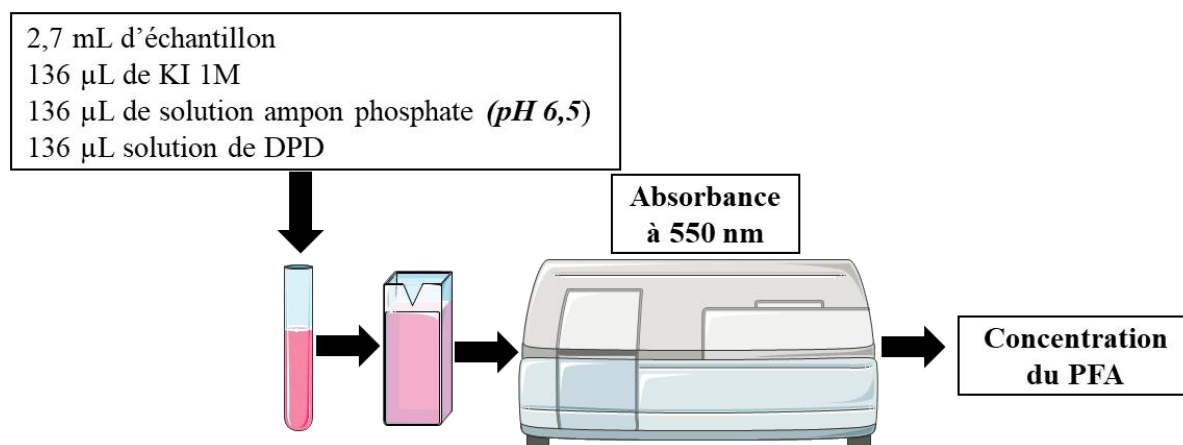 2,7 mL d’échantillon
136 µL de KI 1M
136 µL de solution ampon phosphate (pH 6,5)
136 µL solution de DPD
Absorbance
à 550 nm
Concentration
du PFA